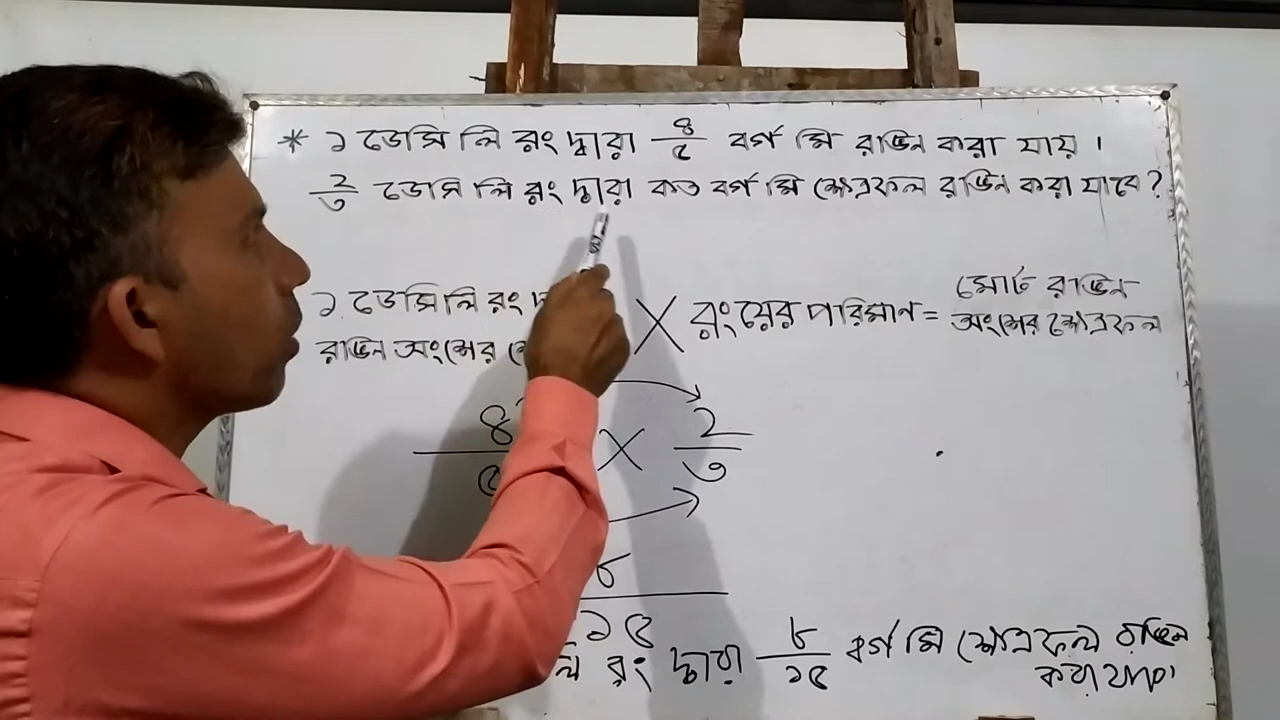 * ১ ডেসি লি রং দ্বারা ৪/৫ বর্গ মি রাঙিন করা যায় ।
২/৩ ডেসি লি রং দ্বারা কত বর্গ মি ক্ষেত্রফল রাঙিন করা যাবে ?
১ ডেসি লি রং × রংয়ের পরিমান = মোট রাঙিন
রাঙিন অংশের অংশের ক্ষেত্রফল
৪/৫ × ২/৩
৮/১৫
রং দ্বারা ৮/১৫ বর্গ মি ক্ষেত্রফল রাঙিন
করা যায়।